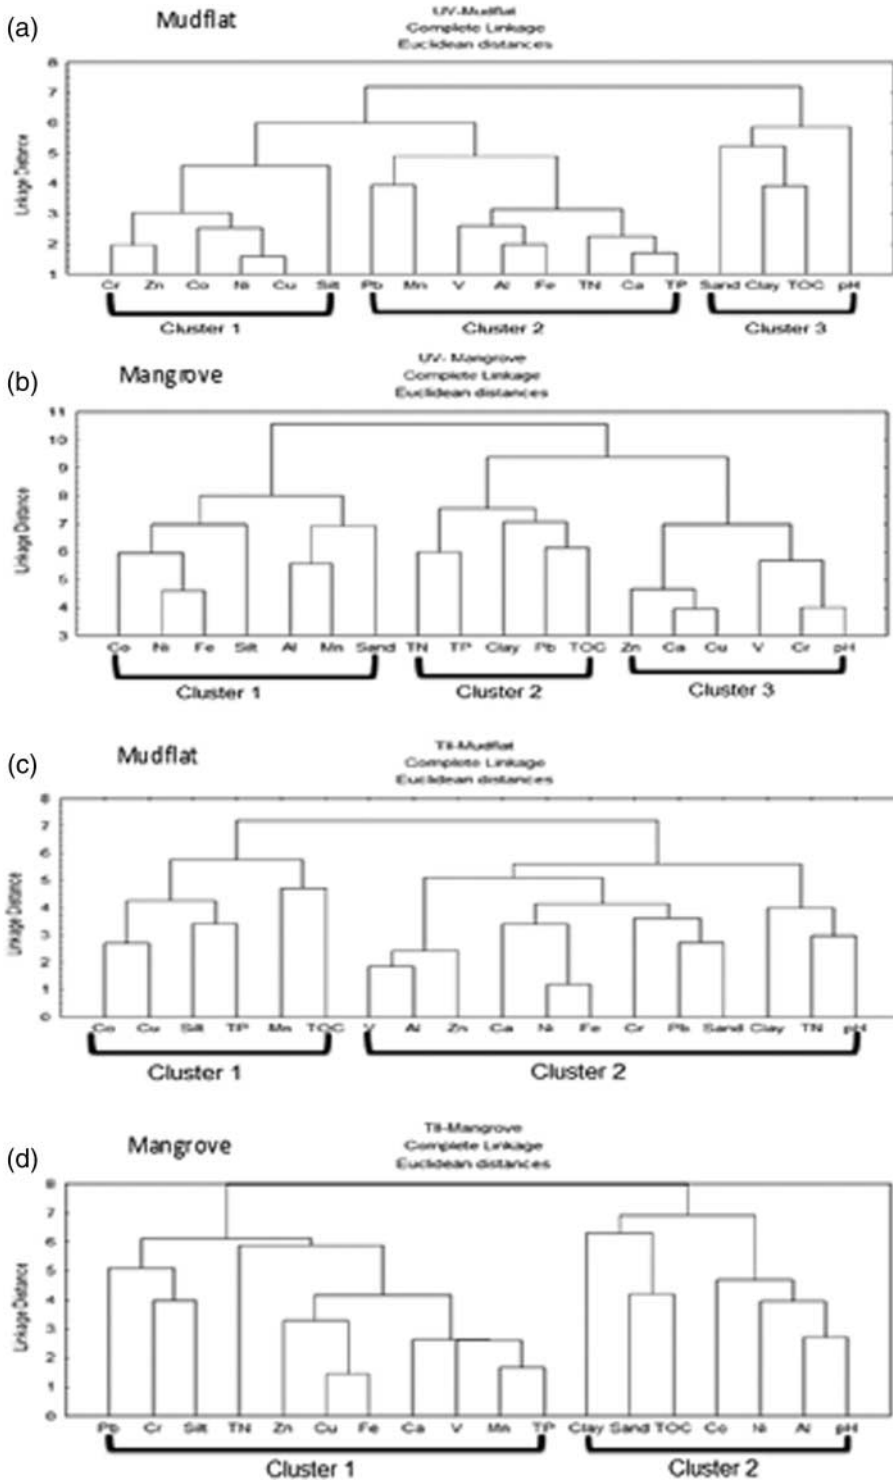 (a) Mudflat
UV-Mudflat
Complete Linkage
Euclidean distances
8
7
6
5
4
3
2
1
Linkage Distance
Cr Zn Co Ni Cu Silt Pb Mn V Al Fe TN Ca TP Sand Clay TOC pH
Cluster 1 Cluster 2 Cluster 3
(b) Mangrove
UV- Mangrove
Complete Linkage
Euclidean distances
11
10
9
8
7
6
5
4
3
Linkage Distance
Co Ni Fe Silt Al Mn Sand TN TP Clay Pb TOC Zn Ca Cu V Cr pH
Cluster 1 Cluster 2 Cluster 3
(c) Mudflat
TII-Mudflat
Complete Linkage
Euclidean distances
8
7
6
5
4
3
2
1
0
Linkage Distance
Co Cu Silt TP Mn TOC V Al Zn Ca Ni Fe Cr Pb Sand Clay TN pH
Cluster 1 Cluster 2
(d) Mangrove
TII-Mangrove
Complete Linkage
Euclidean distances
8
7
6
5
4
3
2
1
0
Linkage Distance
Pb Cr Silt TN Zn Cu Fe Ca V Mn TP Clay Sand TOC Co Ni Al pH
Cluster 1 Cluster 2